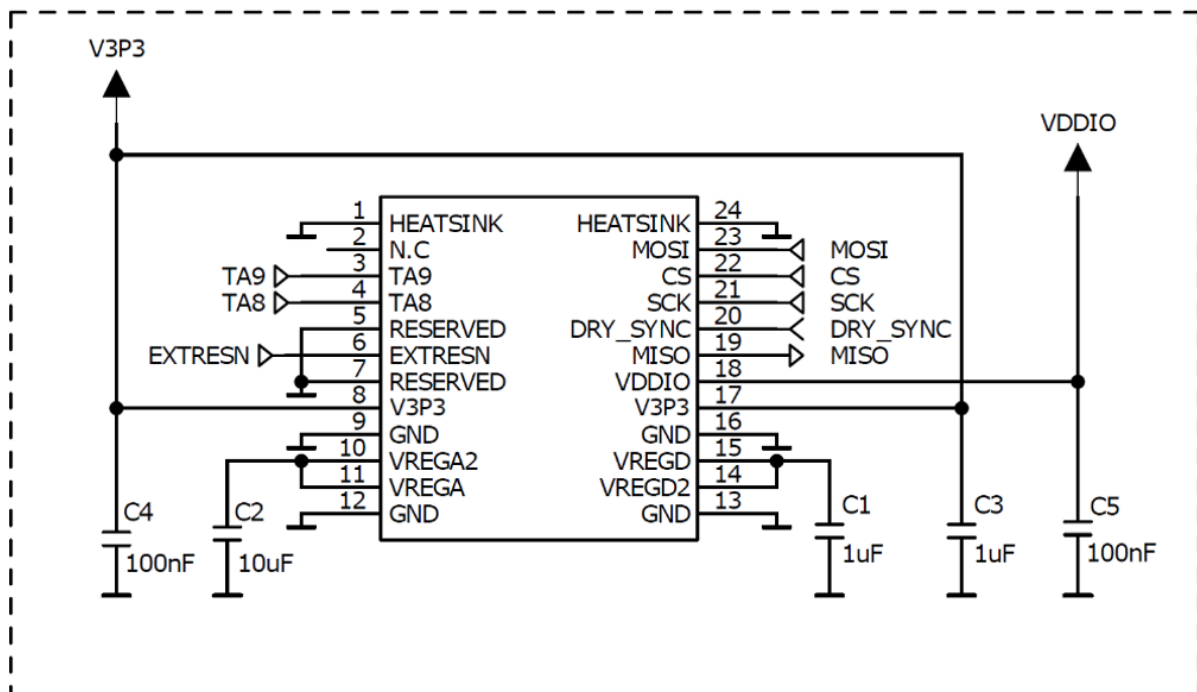 V3P3
VDDIO
1 HEATSINK HEATSINK 24
2 N.C MOSI 23 MOSI
TA9 3 TA9 CS 22 CS
TA8 4 TA8 SCK 21 SCK
5 RESERVED DRY_SYNC 20 DRY_SYNC
EXTRESN 6 EXTRESN MISO 19 MISO
7 RESERVED VDDIO 18
8 V3P3 V3P3 17
9 GND GND 16
10 VREGA2 VREGD 15
11 VREGA VREGD2 14
12 GND GND 13
C4 C2 C1 C3 C5
100nF 10uF 1uF 1uF 100nF